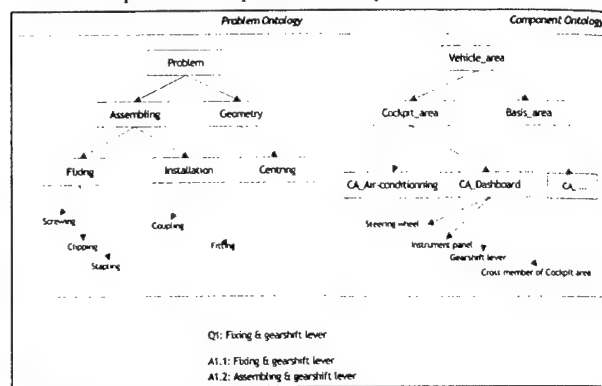 Problem Ontology
Component Ontology
Problem
Vehicle_area
Assembling
Geometry
Cockpit_area
Basis_area
Fixing
Installation
Centring
CA_Air-conditionning
CA_Dashboard
CA_...
Screwing
Clipping
Stapling
Coupling
Fitting
Steering wheel
Instrument panel
Gearshift lever
Cross member of Cockpit area
Q1: Fixing & gearshift lever
A1.1: Fixing & gearshift lever
A1.2: Assembling & gearshift lever